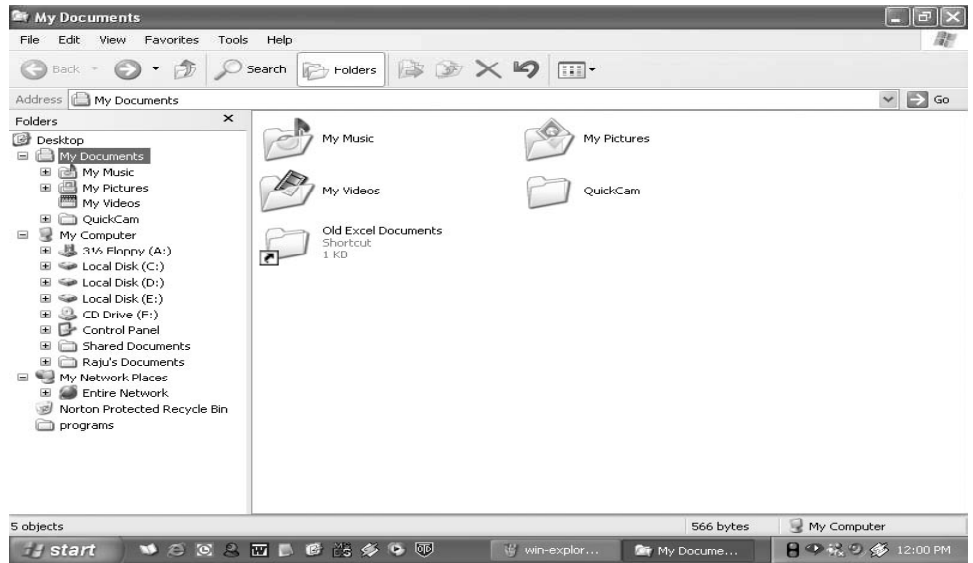 My Documents
File Edit View Favorites Tools Help
Back Search Folders
Address My Documents Go
Folders
Desktop
My Documents
My Music
My Pictures
My Videos
QuickCam
My Computer
3½ Floppy (A:)
Local Disk (C:)
Local Disk (D:)
Local Disk (E:)
CD Drive (F:)
Control Panel
Shared Documents
Raju's Documents
My Network Places
Entire Network
Norton Protected Recycle Bin
programs
My Music My Pictures
My Videos QuickCam
Old Excel Documents
Shortcut
1 KB
5 objects 566 bytes My Computer
start win-explor... My Docume... 12:00 PM